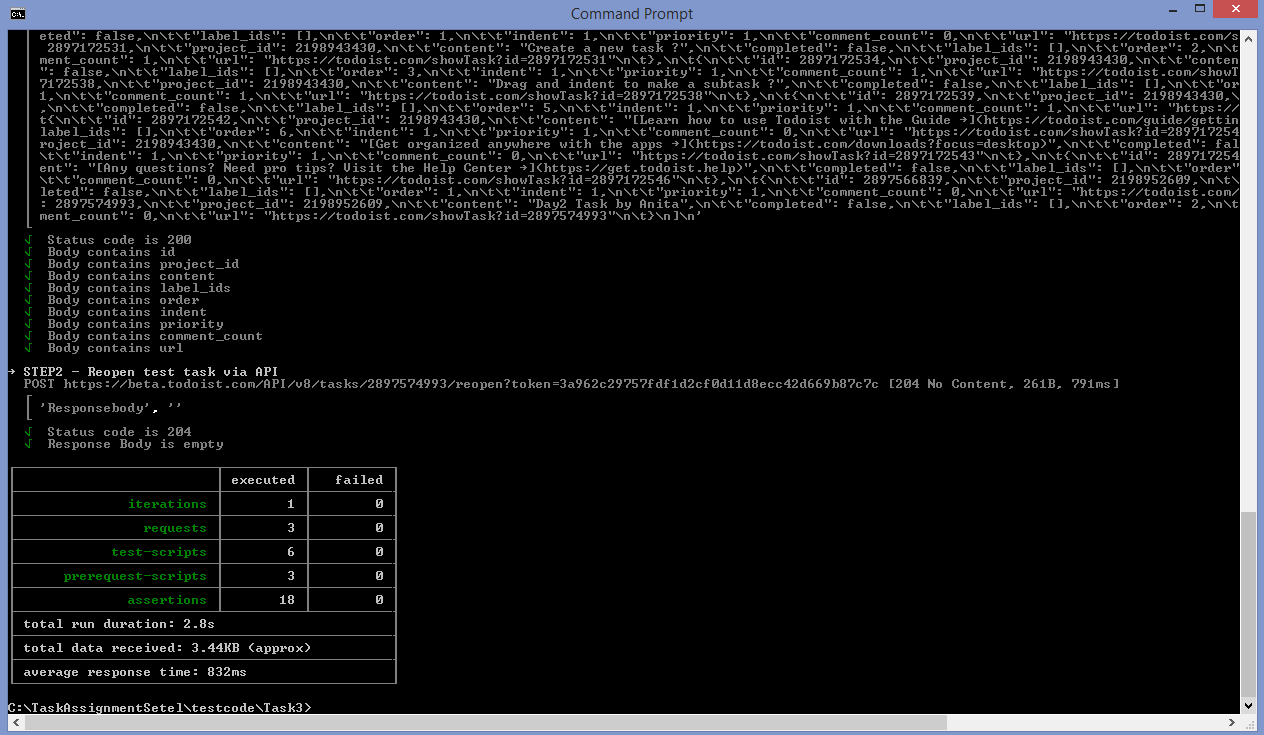 Command Prompt
eted": false,\n\t\t"label_ids": [],\n\t\t"order": 1,\n\t\t"indent": 1,\n\t\t"priority": 1,\n\t\t"comment_count": 0,\n\t\t"url": "https://todoist.com/s
 2897172531,\n\t\t"project_id": 2198943430,\n\t\t"content": "Create a new task ?",\n\t\t"completed": false,\n\t\t"label_ids": [],\n\t\t"order": 2,\n\t
ment_count": 1,\n\t\t"url": "https://todoist.com/showTask?id=2897172531"\n\t},\n\t{\n\t\t"id": 2897172534,\n\t\t"project_id": 2198943430,\n\t\t"conten
": false,\n\t\t"label_ids": [],\n\t\t"order": 3,\n\t\t"indent": 1,\n\t\t"priority": 1,\n\t\t"comment_count": 1,\n\t\t"url": "https://todoist.com/showT
7172538,\n\t\t"project_id": 2198943430,\n\t\t"content": "Drag and indent to make a subtask ?",\n\t\t"completed": false,\n\t\t"label_ids": [],\n\t\t"or
1,\n\t\t"comment_count": 1,\n\t\t"url": "https://todoist.com/showTask?id=2897172538"\n\t},\n\t{\n\t\t"id": 2897172539,\n\t\t"project_id": 2198943430,\
,\n\t\t"completed": false,\n\t\t"label_ids": [],\n\t\t"order": 5,\n\t\t"indent": 1,\n\t\t"priority": 1,\n\t\t"comment_count": 1,\n\t\t"url": "https://
t{\n\t\t"id": 2897172542,\n\t\t"project_id": 2198943430,\n\t\t"content": "[Learn how to use Todoist with the Guide →](https://todoist.com/guide/gettin
label_ids": [],\n\t\t"order": 6,\n\t\t"indent": 1,\n\t\t"priority": 1,\n\t\t"comment_count": 0,\n\t\t"url": "https://todoist.com/showTask?id=289717254
roject_id": 2198943430,\n\t\t"content": "[Get organized anywhere with the apps →](https://todoist.com/downloads?focus=desktop)",\n\t\t"completed": fal
\t\t"indent": 1,\n\t\t"priority": 1,\n\t\t"comment_count": 0,\n\t\t"url": "https://todoist.com/showTask?id=2897172543"\n\t},\n\t{\n\t\t"id": 289717254
ent": "[Any questions? Need pro tips? Visit the Help Center →](https://get.todoist.help)",\n\t\t"completed": false,\n\t\t"label_ids": [],\n\t\t"order"
\t\t"comment_count": 0,\n\t\t"url": "https://todoist.com/showTask?id=2897172546"\n\t},\n\t{\n\t\t"id": 2897566839,\n\t\t"project_id": 2198952609,\n\t\
leted": false,\n\t\t"label_ids": [],\n\t\t"order": 1,\n\t\t"indent": 1,\n\t\t"priority": 1,\n\t\t"comment_count": 0,\n\t\t"url": "https://todoist.com/
: 2897574993,\n\t\t"project_id": 2198952609,\n\t\t"content": "Day2 Task by Anita",\n\t\t"completed": false,\n\t\t"label_ids": [],\n\t\t"order": 2,\n\t
ment_count": 0,\n\t\t"url": "https://todoist.com/showTask?id=2897574993"\n\t}\n]\n'
√ Status code is 200
√ Body contains id
√ Body contains project_id
√ Body contains content
√ Body contains label_ids
√ Body contains order
√ Body contains indent
√ Body contains priority
√ Body contains comment_count
√ Body contains url
→ STEP2 - Reopen test task via API
POST https://beta.todoist.com/API/v8/tasks/2897574993/reopen?token=3a962c29757fdf1d2cf0d11d8ecc42d669b87c7c [204 No Content, 261B, 791ms]
'Responsebody', ''
√ Status code is 204
√ Response Body is empty
executed failed
iterations 1 0
requests 3 0
test-scripts 6 0
prerequest-scripts 3 0
assertions 18 0
total run duration: 2.8s
total data received: 3.44KB (approx)
average response time: 832ms
C:\TaskAssignmentSetel\testcode\Task3>